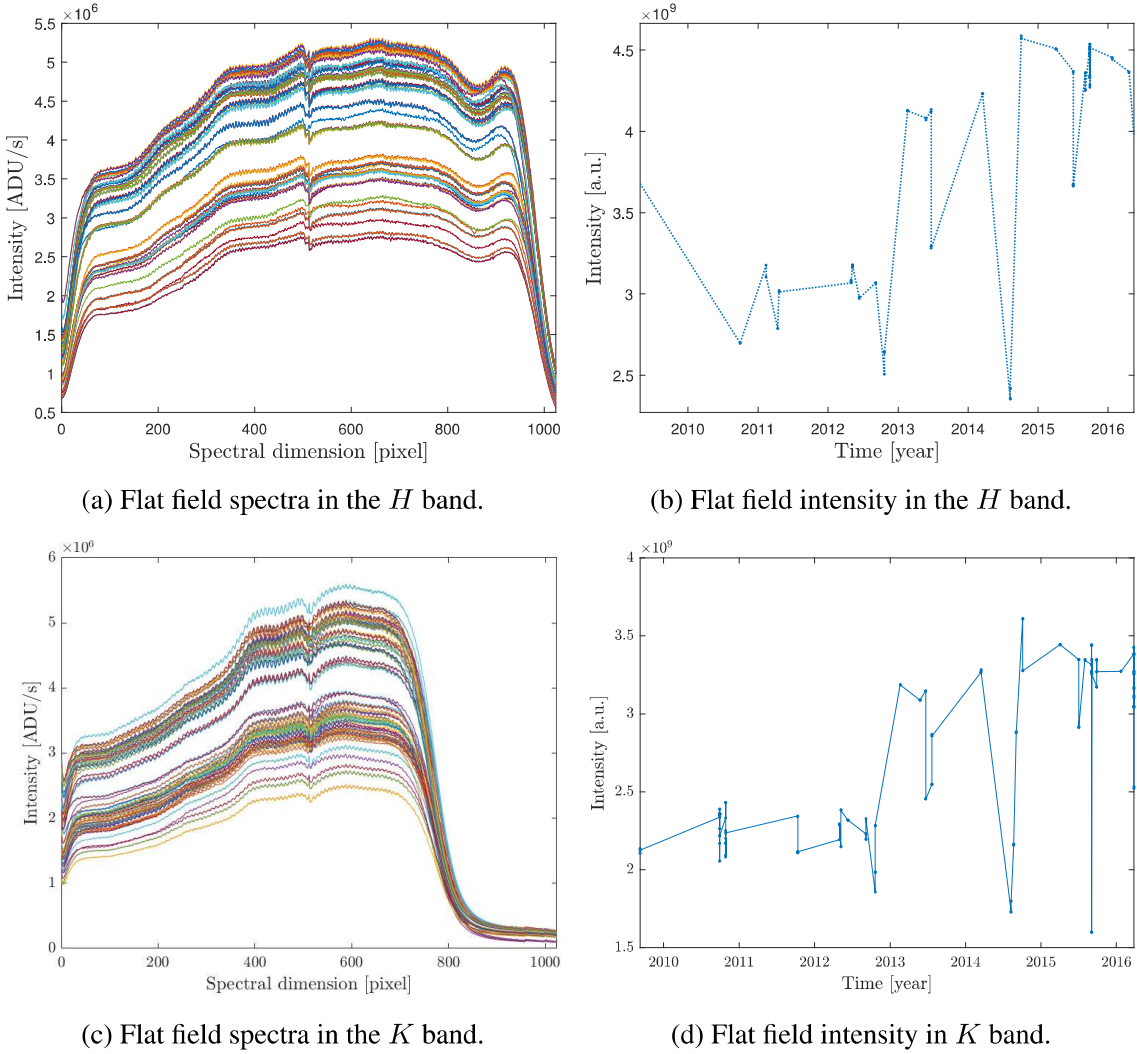 ×10⁶
5.5
5
4.5
4
3.5
3
2.5
2
1.5
1
0.5
0 200 400 600 800 1000
Intensity [ADU/s]
Spectral dimension [pixel]
(a) Flat field spectra in the H band.
×10⁹
4.5
4
3.5
3
2.5
2010 2011 2012 2013 2014 2015 2016
Intensity [a.u.]
Time [year]
(b) Flat field intensity in the H band.
×10⁶
6
5
4
3
2
1
0
0 200 400 600 800 1000
Intensity [ADU/s]
Spectral dimension [pixel]
(c) Flat field spectra in the K band.
×10⁹
4
3.5
3
2.5
2
1.5
2010 2011 2012 2013 2014 2015 2016
Intensity [a.u.]
Time [year]
(d) Flat field intensity in K band.